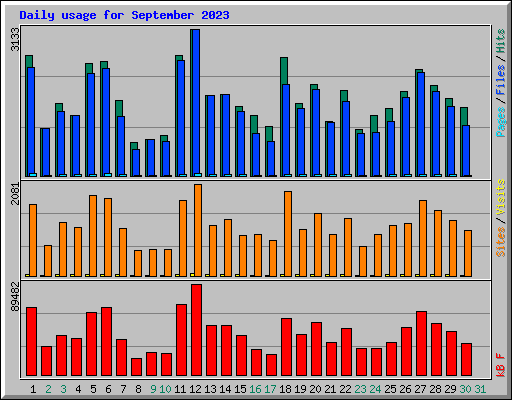 Daily usage for September 2023
3133
Pages / Files / Hits
2081
Sites / Visits
89482
kB F
1 2 3 4 5 6 7 8 9 10 11 12 13 14 15 16 17 18 19 20 21 22 23 24 25 26 27 28 29 30 31